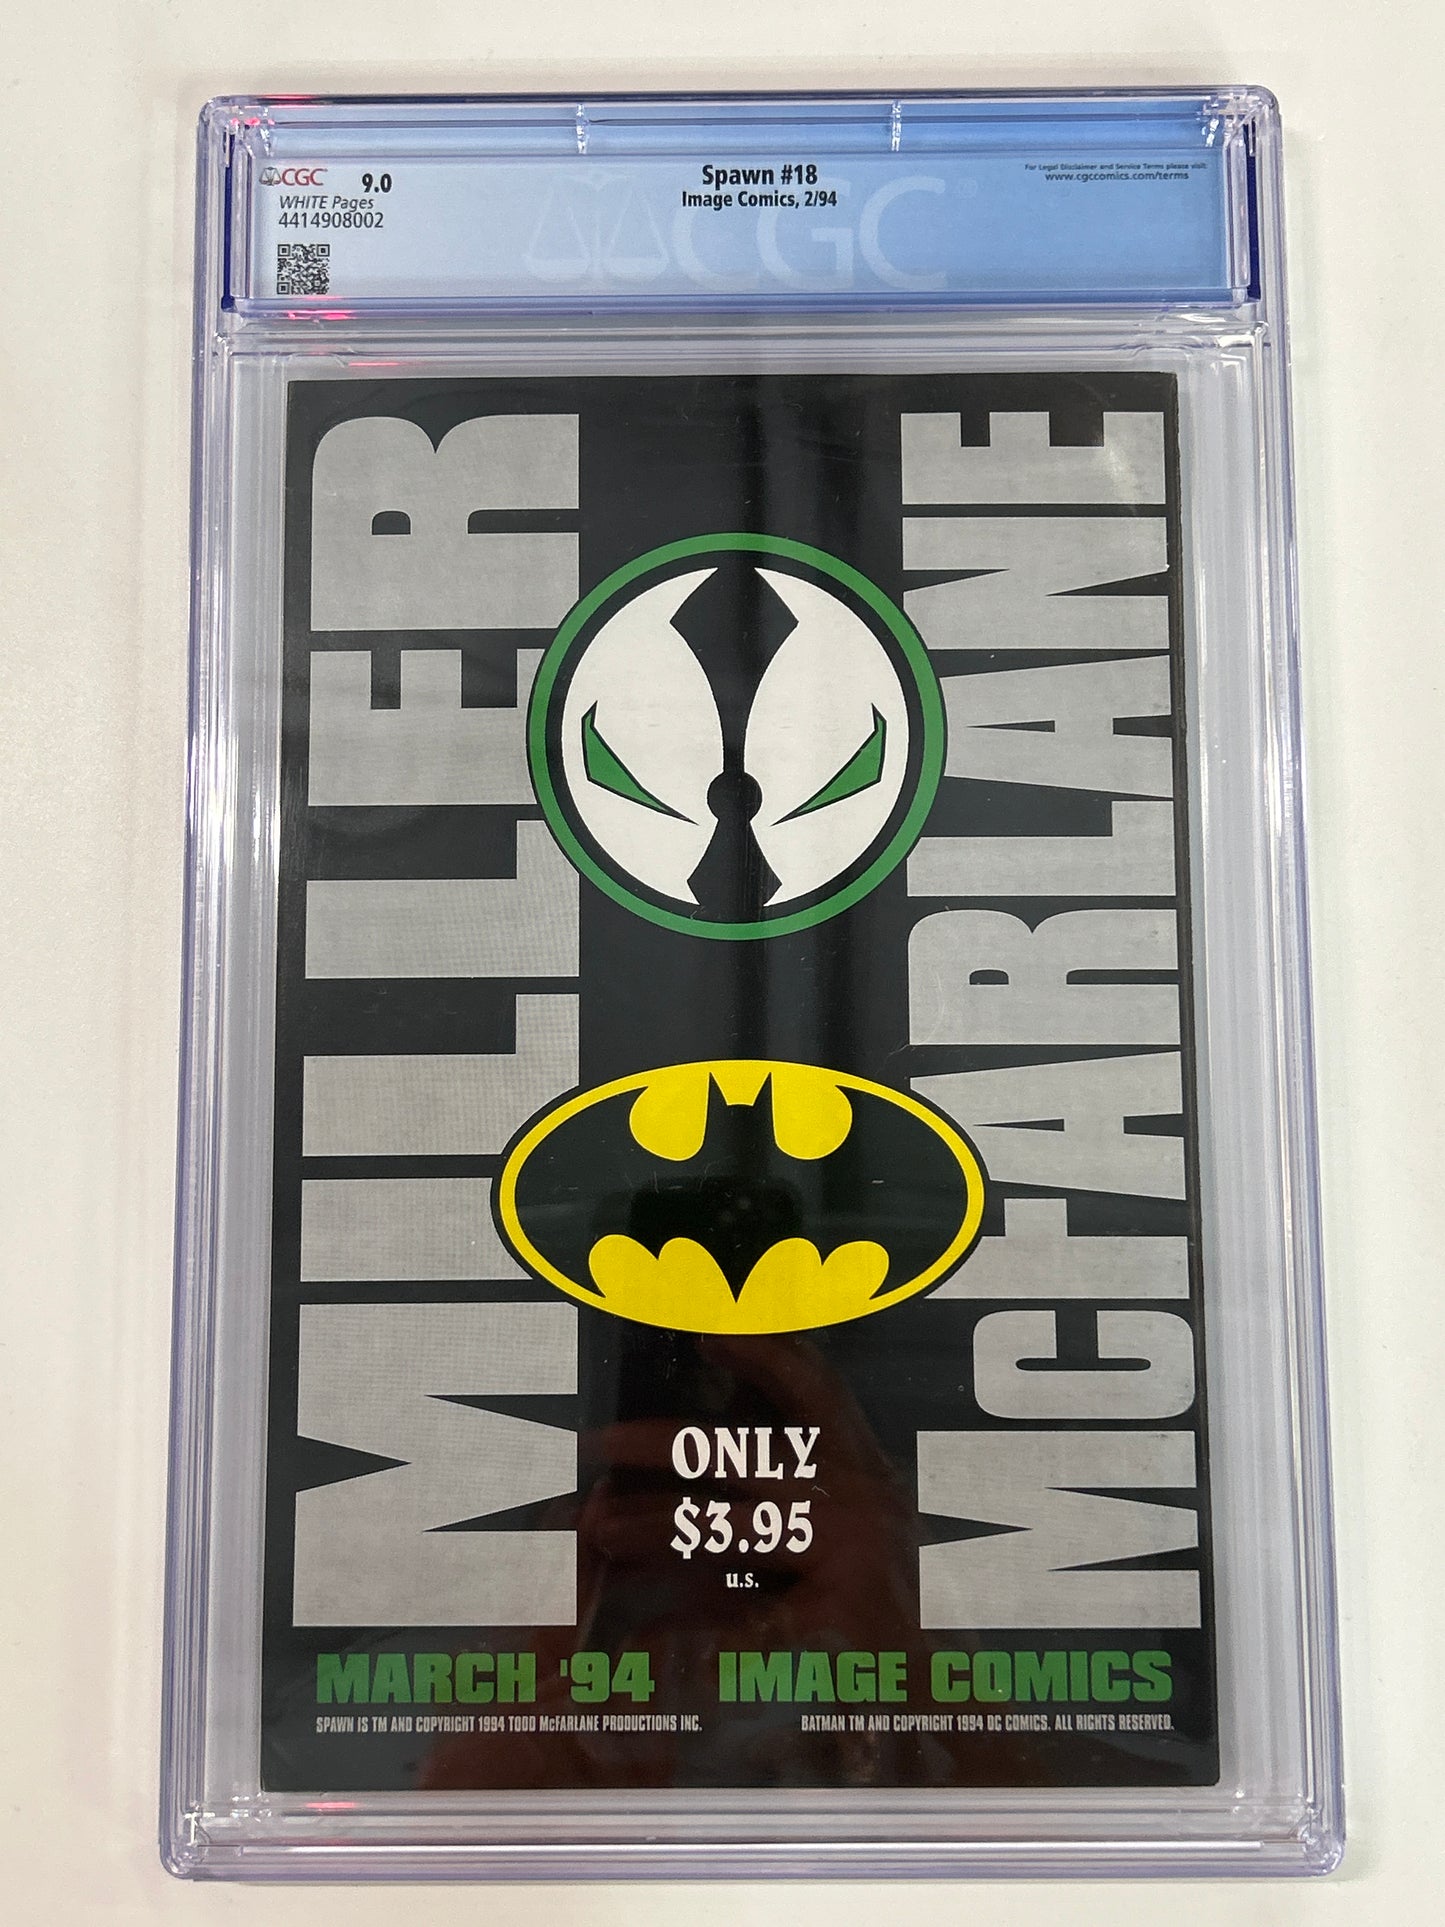 CGC 9.0
WHITE Pages
4414908002
Spawn #18
Image Comics, 2/94
For Legal Disclaimer and Service Terms please visit:
www.cgccomics.com/terms
CGC
MILLER
MCFARLANE
ONLY
$3.95
U.S.
MARCH '94 IMAGE COMICS
SPAWN IS TM AND COPYRIGHT 1994 TODD McFARLANE PRODUCTIONS INC. BATMAN TM AND COPYRIGHT 1994 DC COMICS. ALL RIGHTS RESERVED.